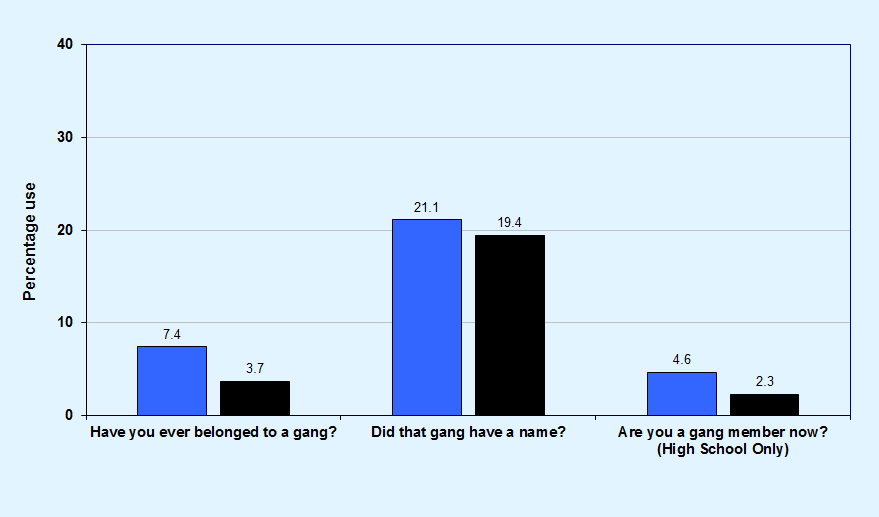 40
30
20
10
0
Percentage use
7.4
3.7
21.1
19.4
4.6
2.3
Have you ever belonged to a gang?
Did that gang have a name?
Are you a gang member now?
(High School Only)